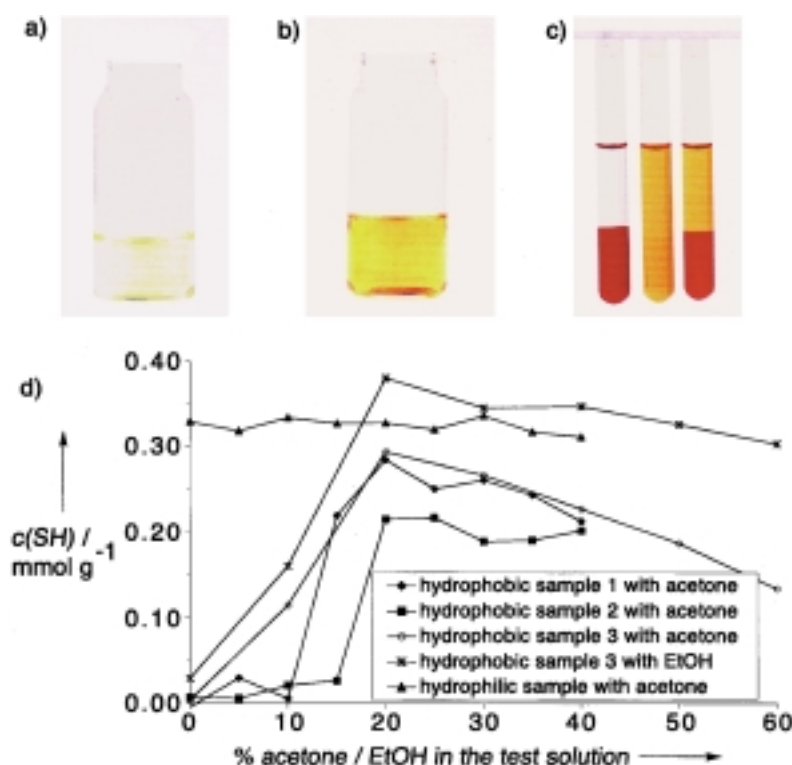 a)
b)
c)
d)
0.40
0.30
0.20
0.10
0.00
c(SH) /
mmol g⁻¹
hydrophobic sample 1 with acetone
hydrophobic sample 2 with acetone
hydrophobic sample 3 with acetone
hydrophobic sample 3 with EtOH
hydrophilic sample with acetone
0 10 20 30 40 50 60
% acetone / EtOH in the test solution